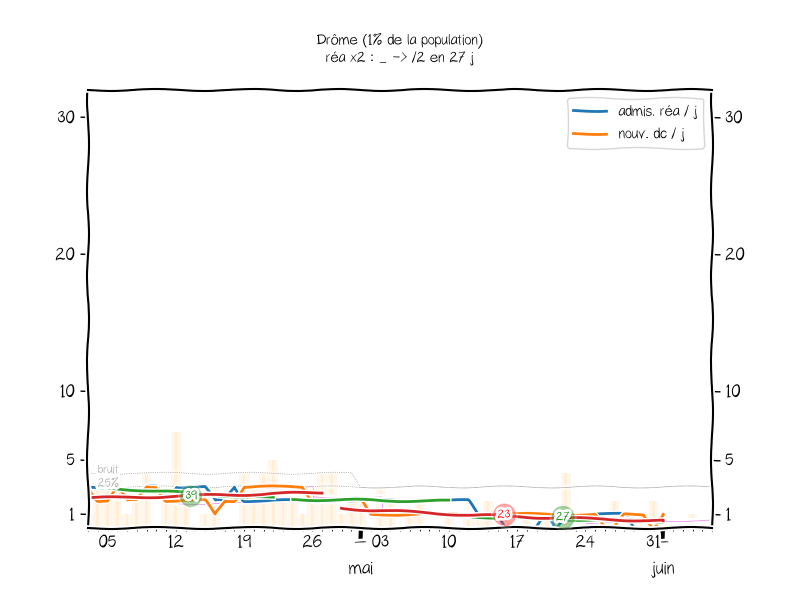 Drôme (1% de la population)
réa x2 : _ -> /2 en 27 j
admis. réa / j
nouv. dc / j
30
30
20
20
10
10
5
5
1
1
bruit
25%
39
23
27
05 12 19 26 03 10 17 24 31
mai juin